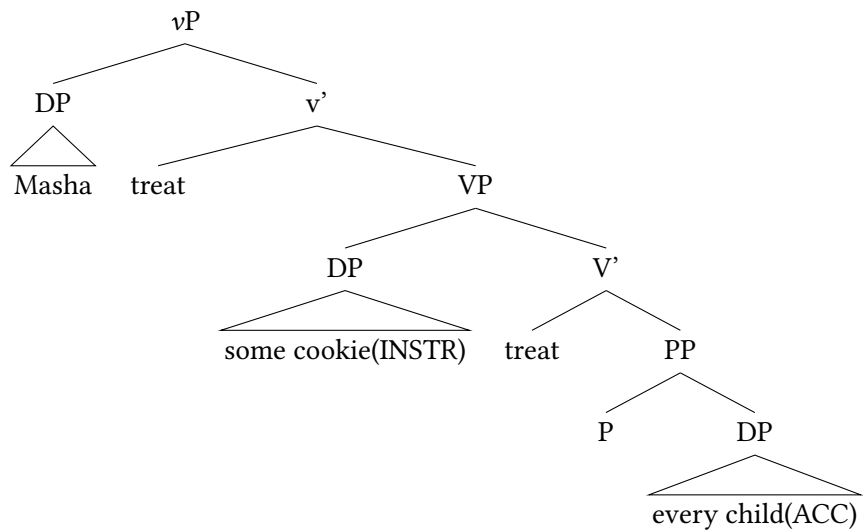 vP
DP v’
Masha treat VP
DP V’
some cookie(INSTR) treat PP
P DP
every child(ACC)